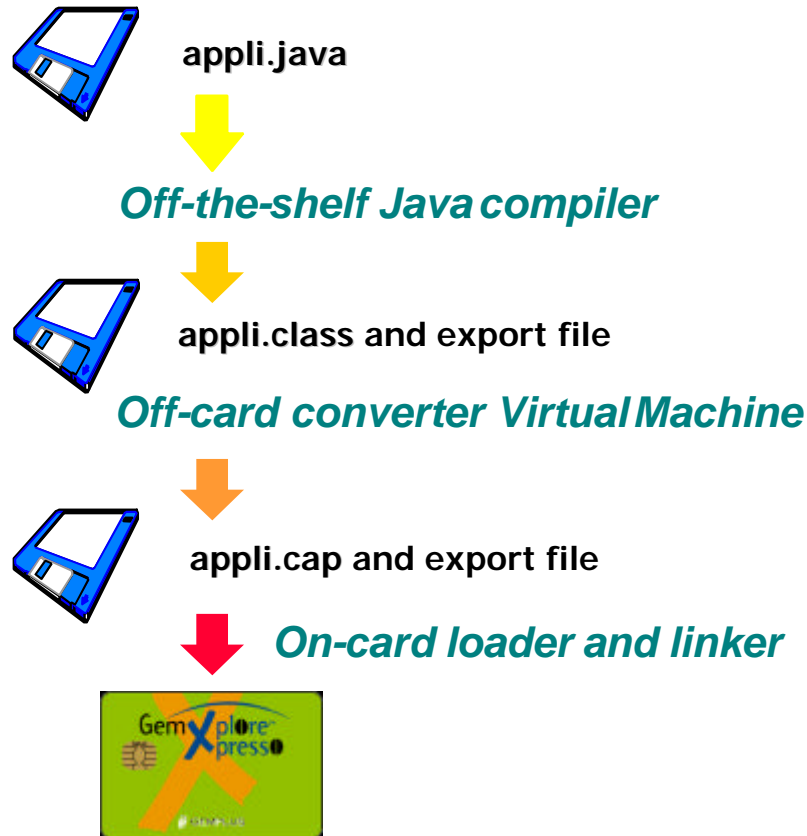 appli.java
Off-the-shelf Java compiler
appli.class and export file
Off-card converter Virtual Machine
appli.cap and export file
On-card loader and linker
GemXplore
Xpresso
GEMPLUS